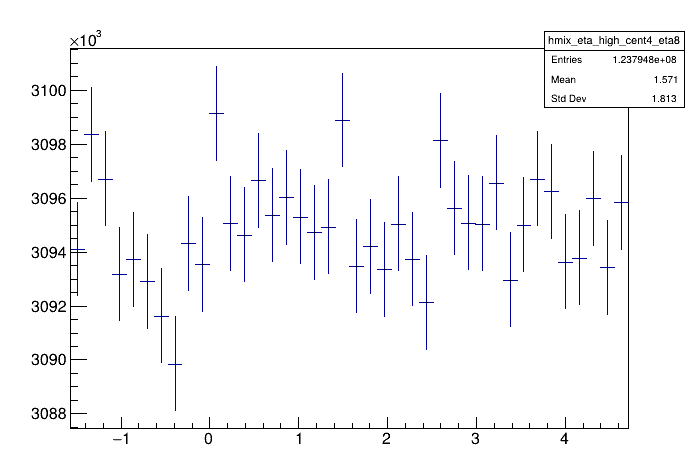 ×10³
hmix_eta_high_cent4_eta8
Entries 1.237948e+08
Mean 1.571
Std Dev 1.813
3100
3098
3096
3094
3092
3090
3088
−1 0 1 2 3 4